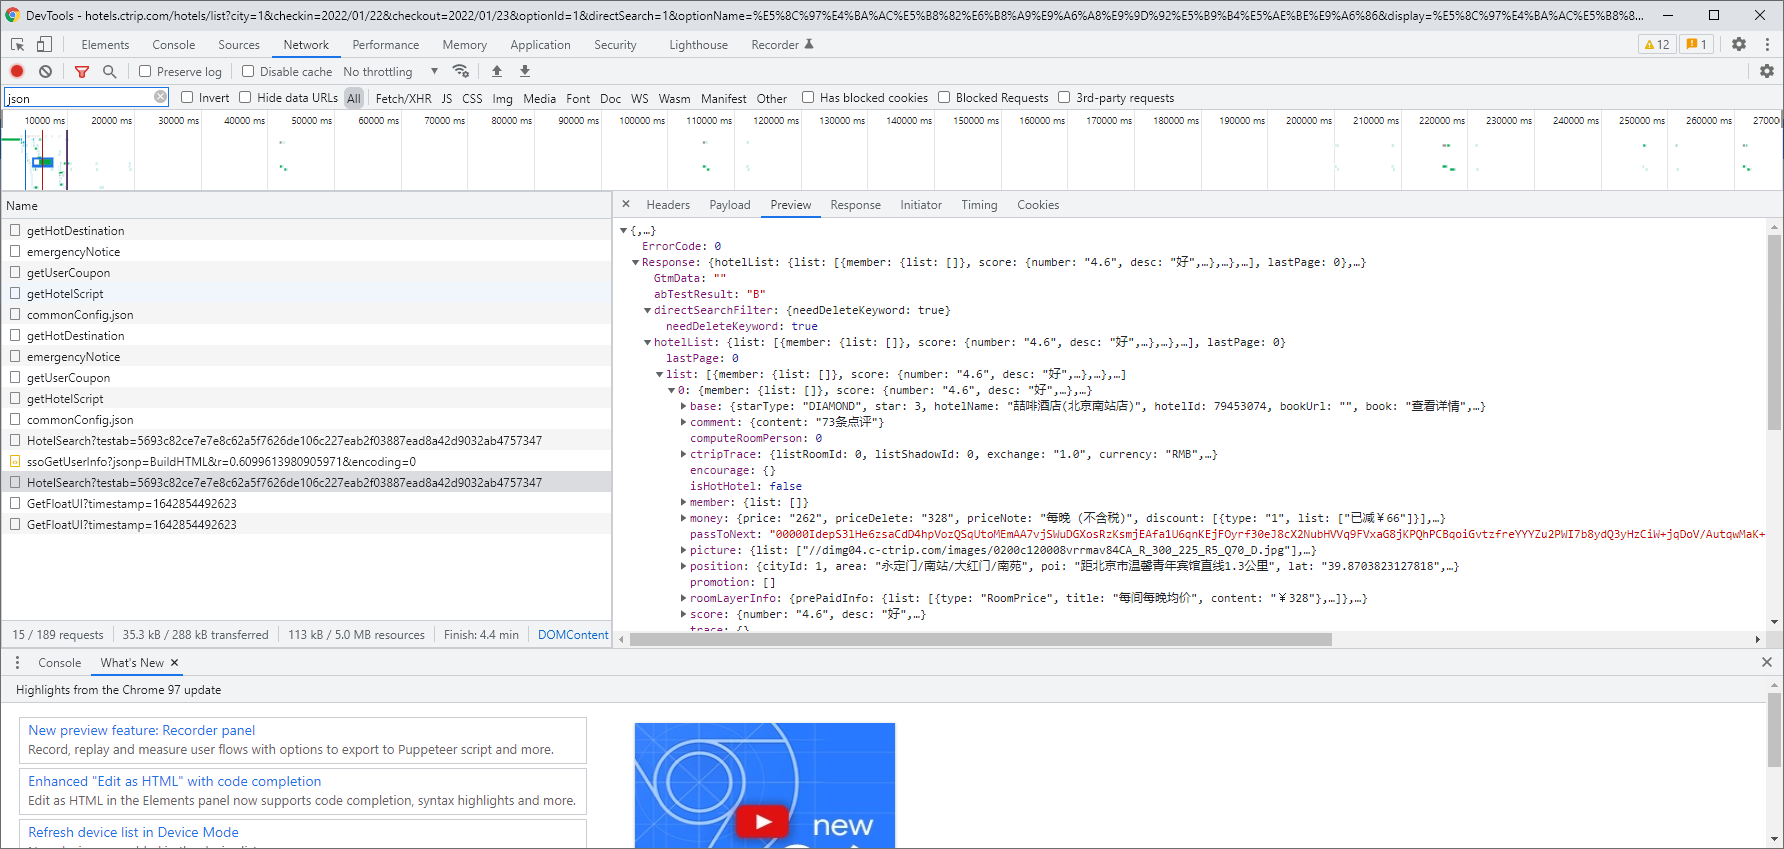 DevTools - hotels.ctrip.com/hotels/list?city=1&checkin=2022/01/22&checkout=2022/01/23&optionId=1&directSearch=1&optionName=%E5%8C%97%E4%BA%AC%E5%B8%82%E6%B8%A9%E9%A6%A8%E9%9D%92%E5%B9%B4%E5%AE%BE%E9%A6%86&display=%E5%8C%97%E4%BA%AC%E5%B8%8...
Elements Console Sources Network Performance Memory Application Security Lighthouse Recorder 12 1
Preserve log Disable cache No throttling
json Invert Hide data URLs All Fetch/XHR JS CSS Img Media Font Doc WS Wasm Manifest Other Has blocked cookies Blocked Requests 3rd-party requests
10000 ms 20000 ms 30000 ms 40000 ms 50000 ms 60000 ms 70000 ms 80000 ms 90000 ms 100000 ms 110000 ms 120000 ms 130000 ms 140000 ms 150000 ms 160000 ms 170000 ms 180000 ms 190000 ms 200000 ms 210000 ms 220000 ms 230000 ms 240000 ms 250000 ms 260000 ms 27000
Name
getHotDestination
emergencyNotice
getUserCoupon
getHotelScript
commonConfig.json
getHotDestination
emergencyNotice
getUserCoupon
getHotelScript
commonConfig.json
HotelSearch?testab=5693c82ce7e7e8c62a5f7626de106c227eab2f03887ead8a42d9032ab4757347
ssoGetUserInfo?jsonp=BuildHTML&r=0.6099613980905971&encoding=0
HotelSearch?testab=5693c82ce7e7e8c62a5f7626de106c227eab2f03887ead8a42d9032ab4757347
GetFloatUI?timestamp=1642854492623
GetFloatUI?timestamp=1642854492623
15 / 189 requests 35.3 kB / 288 kB transferred 113 kB / 5.0 MB resources Finish: 4.4 min DOMContent
Headers Payload Preview Response Initiator Timing Cookies
{,…}
ErrorCode: 0
Response: {hotelList: {list: [{member: {list: []}, score: {number: "4.6", desc: "好",…},…},…], lastPage: 0},…}
GtmData: ""
abTestResult: "B"
directSearchFilter: {needDeleteKeyword: true}
needDeleteKeyword: true
hotelList: {list: [{member: {list: []}, score: {number: "4.6", desc: "好",…},…},…], lastPage: 0}
lastPage: 0
list: [{member: {list: []}, score: {number: "4.6", desc: "好",…},…},…]
0: {member: {list: []}, score: {number: "4.6", desc: "好",…},…}
base: {starType: "DIAMOND", star: 3, hotelName: "喆啡酒店(北京南站店)", hotelId: 79453074, bookUrl: "", book: "查看详情",…}
comment: {content: "73条点评"}
computeRoomPerson: 0
ctripTrace: {listRoomId: 0, listShadowId: 0, exchange: "1.0", currency: "RMB",…}
encourage: {}
isHotHotel: false
member: {list: []}
money: {price: "262", priceDelete: "328", priceNote: "每晚 (不含税)", discount: [{type: "1", list: ["已减￥66"]}],…}
passToNext: "00000IdepS3lHe6zsaCdD4hpVozQSqUtoMEmAA7vjSWuDGXosRzKsmjEAfa1U6qnKEjFOyrf30eJ8cX2NubHVVq9FVxaG8jKPQhPCBqoiGvtzfreYYYZu2PWI7b8ydQ3yHzCiW+jqDoV/AutqwMaK+
picture: {list: ["//dimg04.c-ctrip.com/images/0200c120008vrrmav84CA_R_300_225_R5_Q70_D.jpg"],…}
position: {cityId: 1, area: "永定门/南站/大红门/南苑", poi: "距北京市温馨青年宾馆直线1.3公里", lat: "39.8703823127818",…}
promotion: []
roomLayerInfo: {prePaidInfo: {list: [{type: "RoomPrice", title: "每间每晚均价", content: "￥328"},…]},…}
score: {number: "4.6", desc: "好",…}
trace: {}
Console What's New
Highlights from the Chrome 97 update
New preview feature: Recorder panel
Record, replay and measure user flows with options to export to Puppeteer script and more.
Enhanced "Edit as HTML" with code completion
Edit as HTML in the Elements panel now supports code completion, syntax highlights and more.
Refresh device list in Device Mode
new